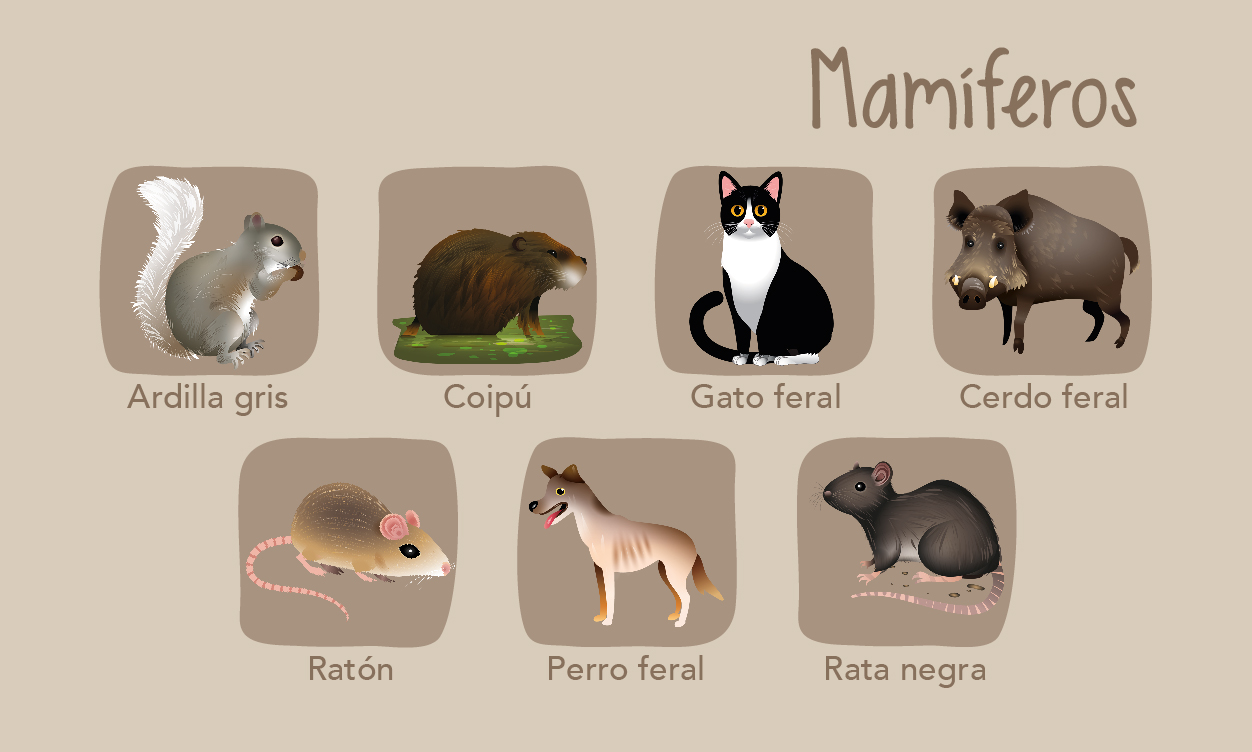 Mamíferos
Ardilla gris
Coipú
Gato feral
Cerdo feral
Ratón
Perro feral
Rata negra